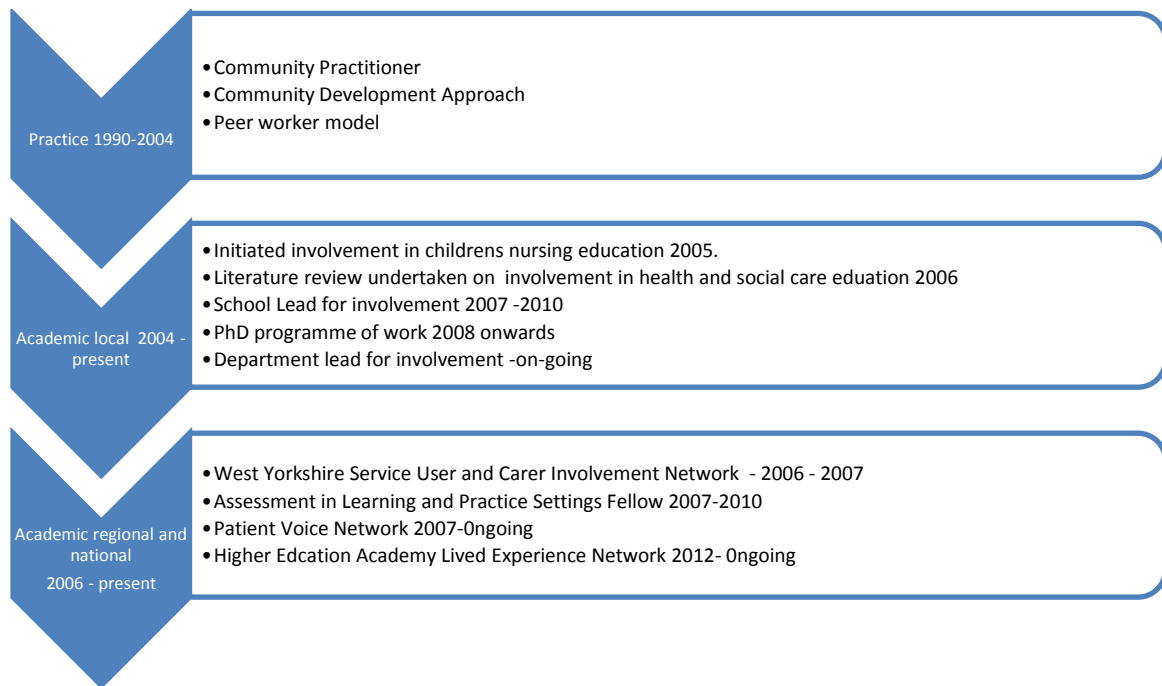 Practice 1990-2004
•Community Practitioner
•Community Development Approach
•Peer worker model
Academic local 2004 -
present
•Initiated involvement in childrens nursing education 2005.
•Literature review undertaken on involvement in health and social care eduation 2006
•School Lead for involvement 2007 -2010
•PhD programme of work 2008 onwards
•Department lead for involvement -on-going
Academic regional and
national
2006 - present
•West Yorkshire Service User and Carer Involvement Network - 2006 - 2007
•Assessment in Learning and Practice Settings Fellow 2007-2010
•Patient Voice Network 2007-0ngoing
•Higher Edcation Academy Lived Experience Network 2012- 0ngoing